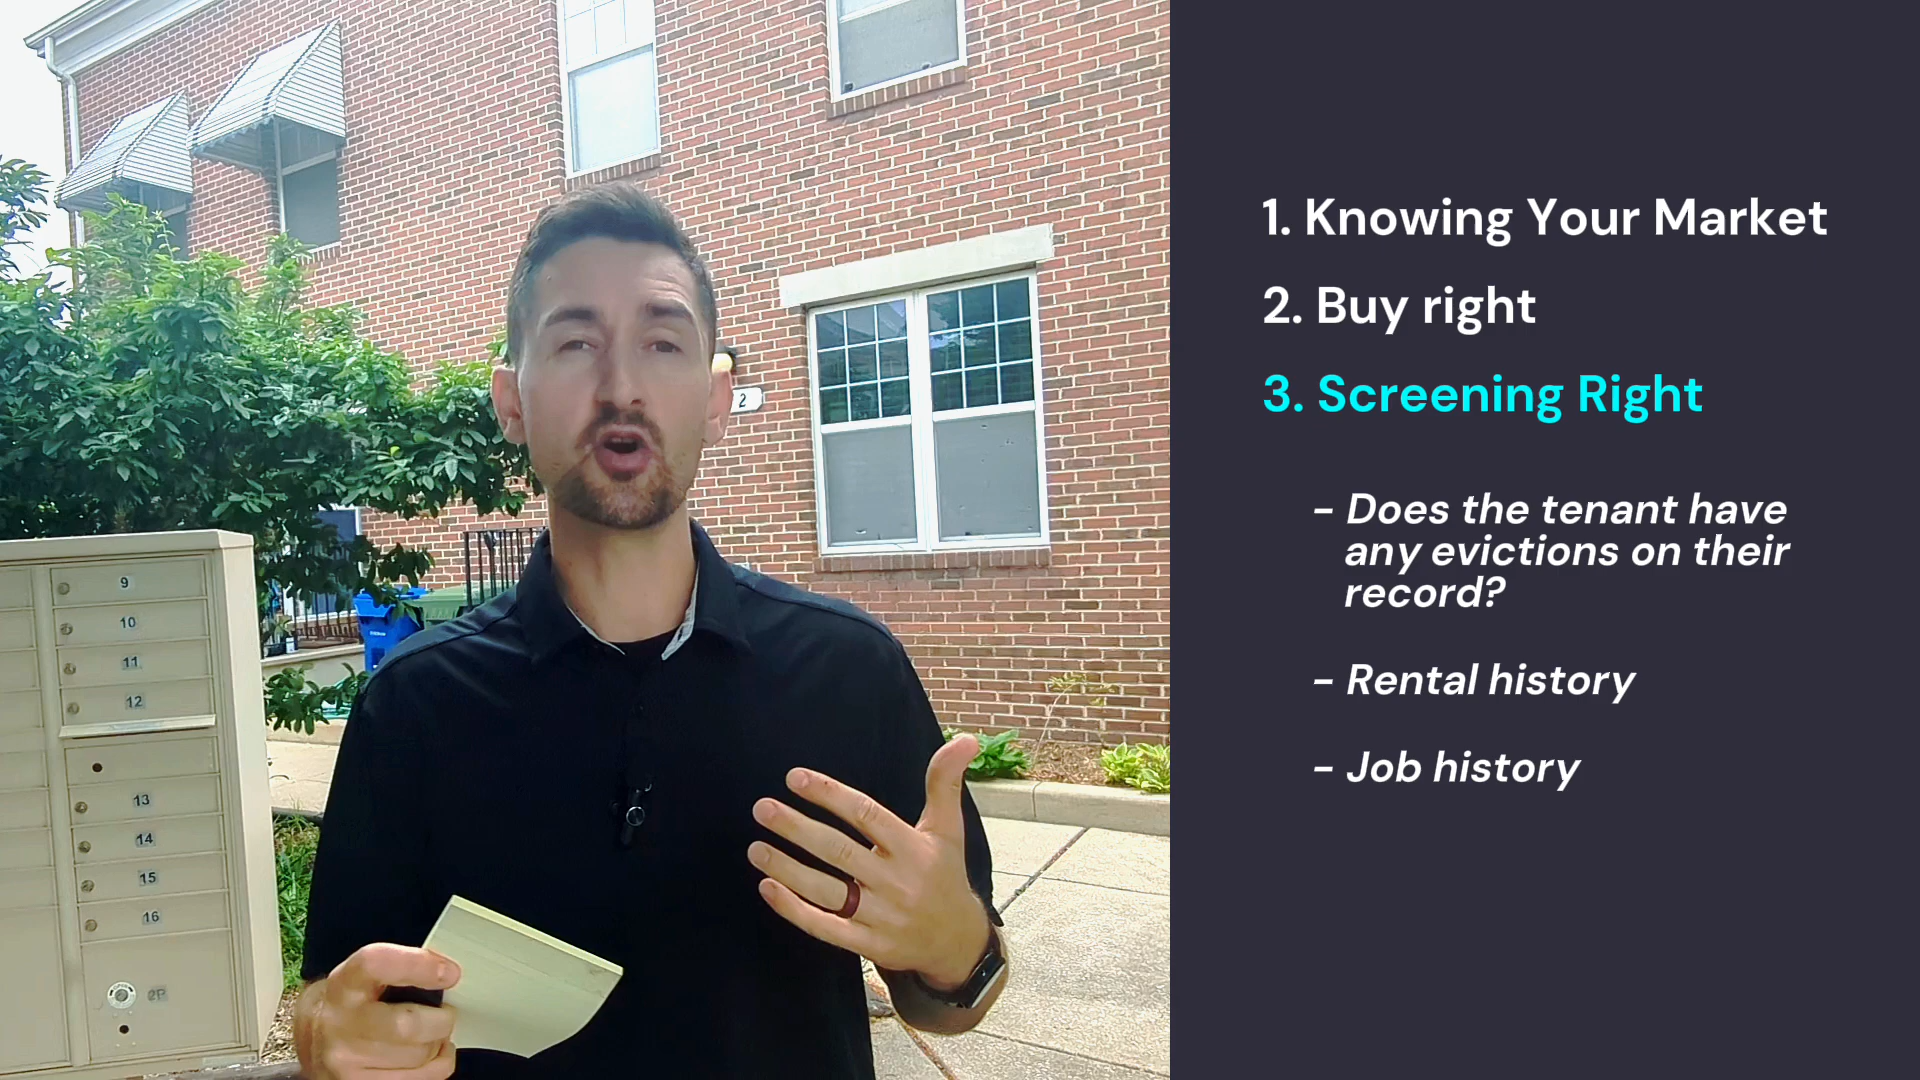 1. Knowing Your Market
2. Buy right
3. Screening Right
- Does the tenant have
any evictions on their
record?
- Rental history
- Job history
2
9
10
11
12
13
14
15
16
2P